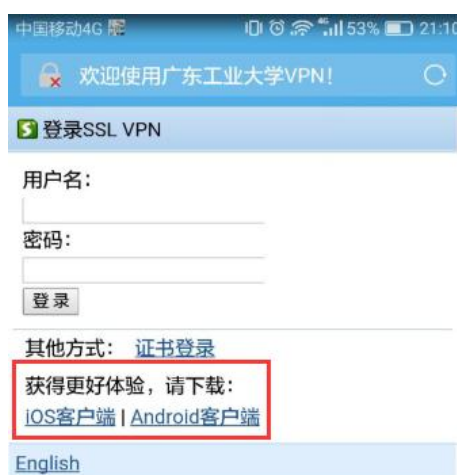 中国移动4G 53% 21:10
欢迎使用广东工业大学VPN!
登录SSL VPN
用户名:
密码:
登录
其他方式: 证书登录
获得更好体验,请下载:
iOS客户端 | Android客户端
English